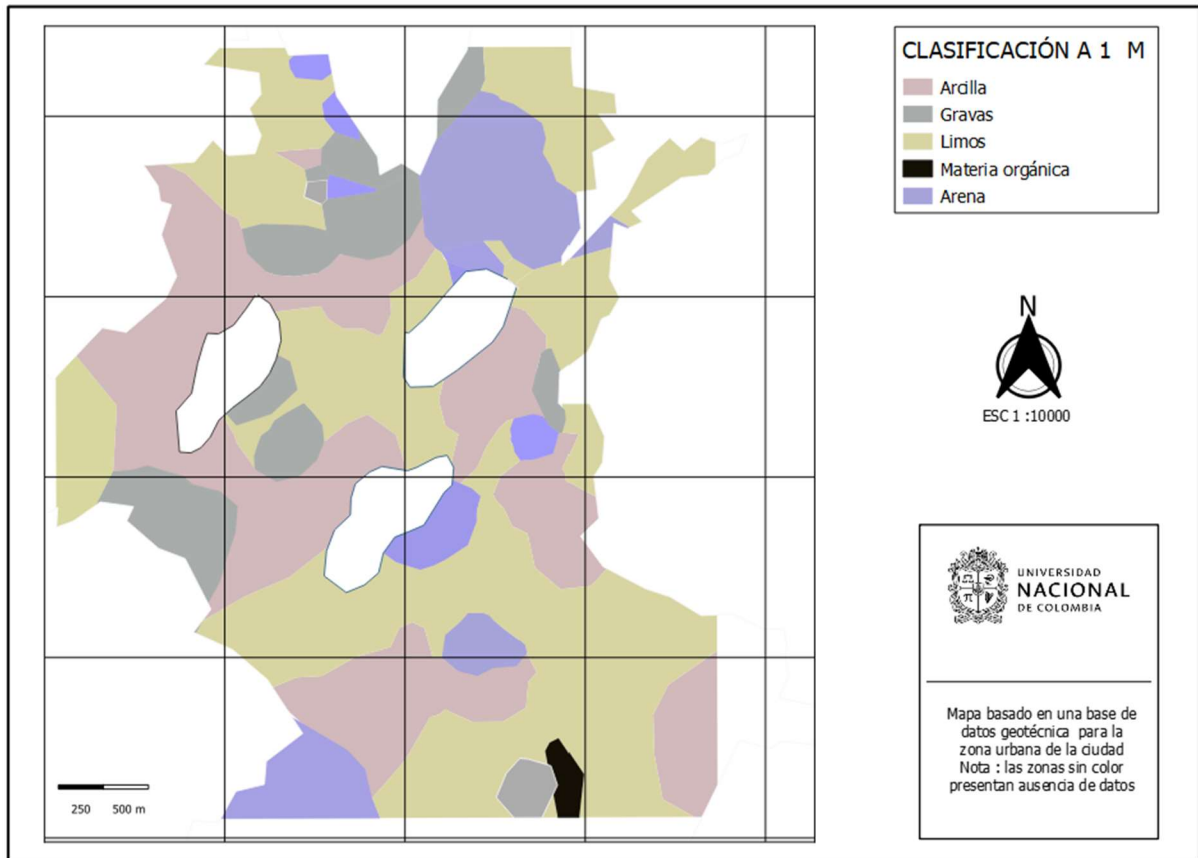 CLASIFICACIÓN A 1 M
Arcilla
Gravas
Limos
Materia orgánica
Arena
N
ESC 1 :10000
UNIVERSIDAD
NACIONAL
DE COLOMBIA
Mapa basado en una base de
datos geotécnica para la
zona urbana de la ciudad
Nota : las zonas sin color
presentan ausencia de datos
250 500 m